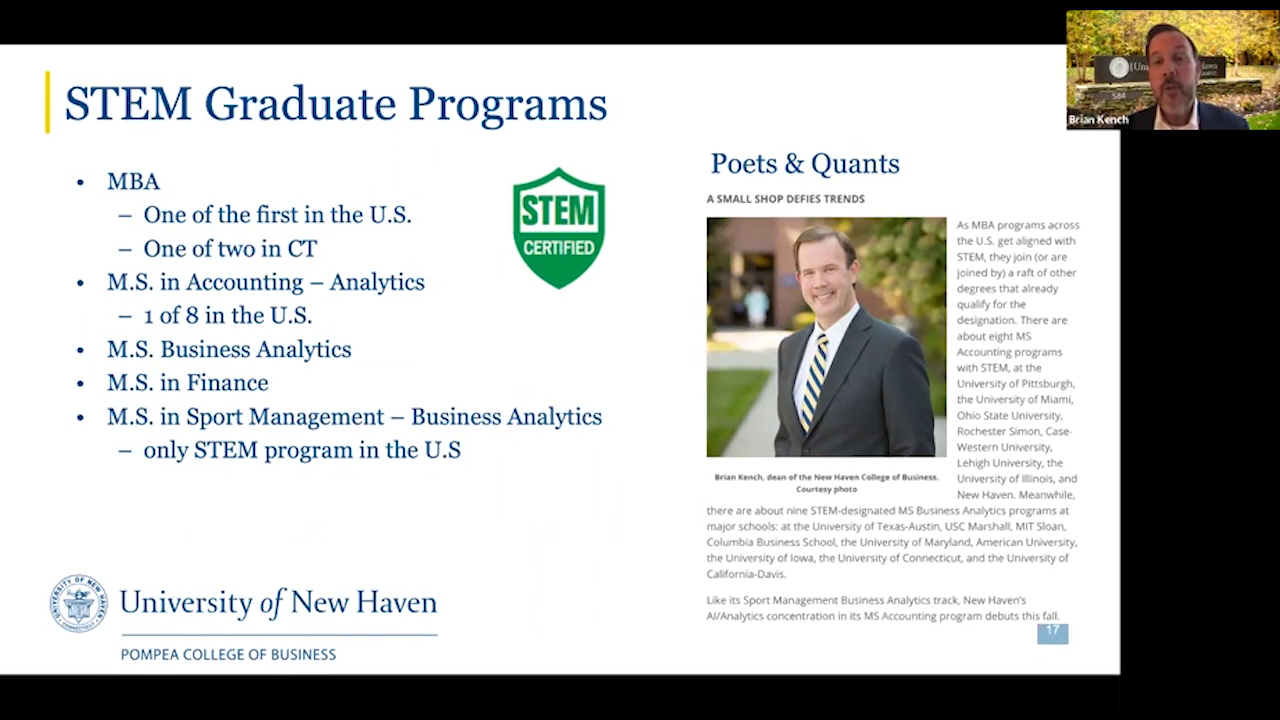 STEM Graduate Programs
• MBA
– One of the first in the U.S.
– One of two in CT
• M.S. in Accounting – Analytics
– 1 of 8 in the U.S.
• M.S. Business Analytics
• M.S. in Finance
• M.S. in Sport Management – Business Analytics
– only STEM program in the U.S
STEM
CERTIFIED
University of New Haven
POMPEA COLLEGE OF BUSINESS
Poets & Quants
A SMALL SHOP DEFIES TRENDS
As MBA programs across
the U.S. get aligned with
STEM, they join (or are
joined by) a raft of other
degrees that already
qualify for the
designation. There are
about eight MS
Accounting programs
with STEM, at the
University of Pittsburgh,
the University of Miami,
Ohio State University,
Rochester Simon, Case-
Western University,
Lehigh University, the
University of Illinois, and
New Haven. Meanwhile,
Brian Kench, dean of the New Haven College of Business.
Courtesy photo
there are about nine STEM-designated MS Business Analytics programs at
major schools: at the University of Texas-Austin, USC Marshall, MIT Sloan,
Columbia Business School, the University of Maryland, American University,
the University of Iowa, the University of Connecticut, and the University of
California-Davis.
Like its Sport Management Business Analytics track, New Haven's
AI/Analytics concentration in its MS Accounting program debuts this fall.
17
584
Brian Kench